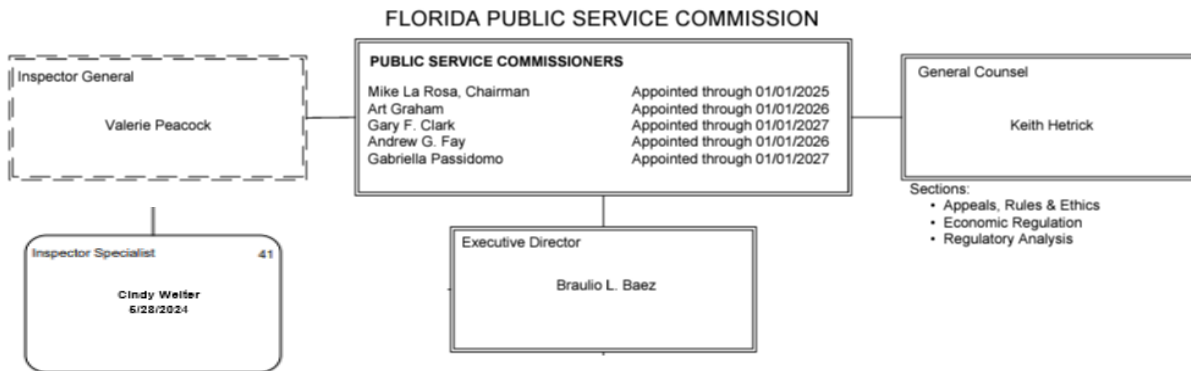 FLORIDA PUBLIC SERVICE COMMISSION
Inspector General
Valerie Peacock
PUBLIC SERVICE COMMISSIONERS
Mike La Rosa, Chairman Appointed through 01/01/2025
Art Graham Appointed through 01/01/2026
Gary F. Clark Appointed through 01/01/2027
Andrew G. Fay Appointed through 01/01/2026
Gabriella Passidomo Appointed through 01/01/2027
General Counsel
Keith Hetrick
Sections:
• Appeals, Rules & Ethics
• Economic Regulation
• Regulatory Analysis
Inspector Specialist 41
Cindy Welter
5/28/2024
Executive Director
Braulio L. Baez